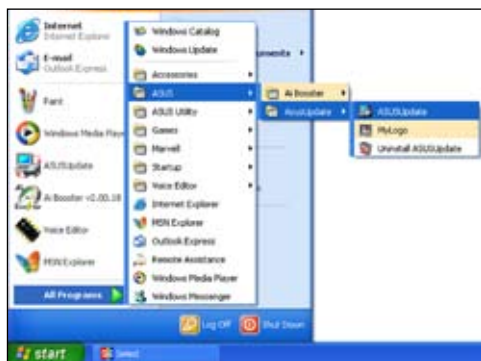 Internet
Internet Explorer
E-mail
Outlook Express
Paint
Windows Media Player
ASUSUpdate
Ai Booster v2.00.18
Voice Editor
MSN Explorer
All Programs
Windows Catalog
Windows Update
Accessories
ASUS
ASUS Utility
Games
Marvell
Startup
Voice Editor
Internet Explorer
MSN Explorer
Outlook Express
Remote Assistance
Windows Media Player
Windows Messenger
Ai Booster
AsusUpdate
ASUSUpdate
MyLogo
Uninstall ASUSUpdate
Log Off
Shut Down
start